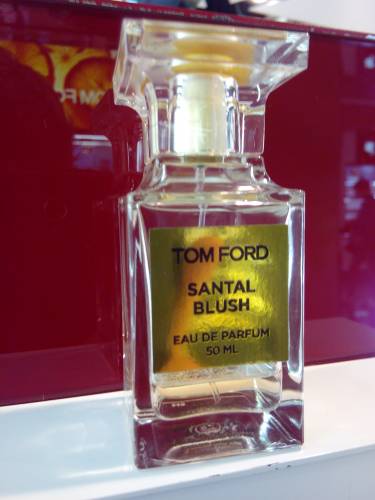 TOM FORD
SANTAL
BLUSH
EAU DE PARFUM
50 ML